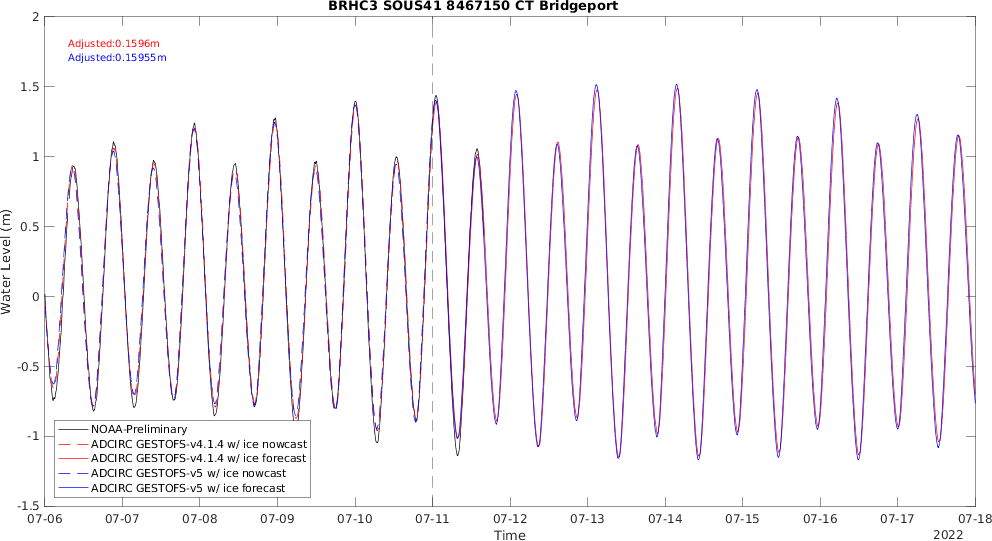 BRHC3 SOUS41 8467150 CT Bridgeport
2
1.5
1
0.5
0
-0.5
-1
-1.5
Water Level (m)
Adjusted:0.1596m
Adjusted:0.15955m
NOAA-Preliminary
ADCIRC GESTOFS-v4.1.4 w/ ice nowcast
ADCIRC GESTOFS-v4.1.4 w/ ice forecast
ADCIRC GESTOFS-v5 w/ ice nowcast
ADCIRC GESTOFS-v5 w/ ice forecast
07-06 07-07 07-08 07-09 07-10 07-11 07-12 07-13 07-14 07-15 07-16 07-17 07-18
Time
2022